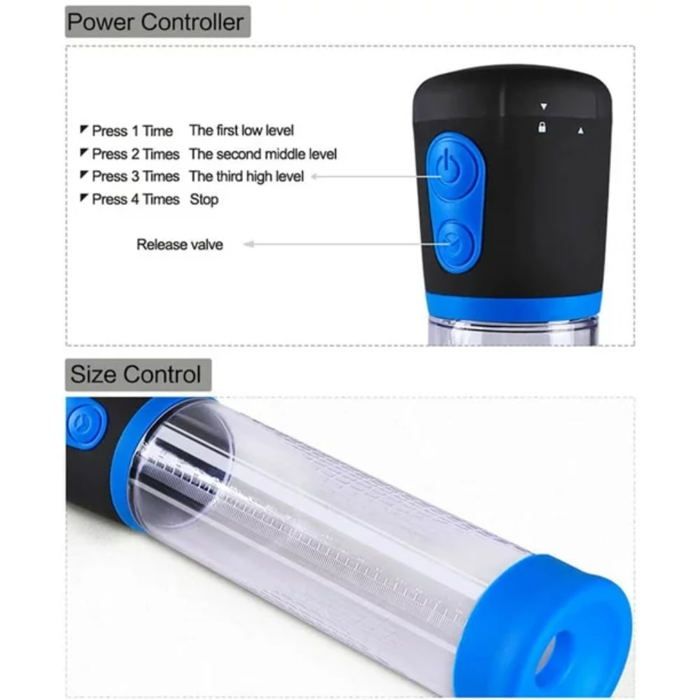 Power Controller
Press 1 Time The first low level
Press 2 Times The second middle level
Press 3 Times The third high level
Press 4 Times Stop
Release valve
Size Control